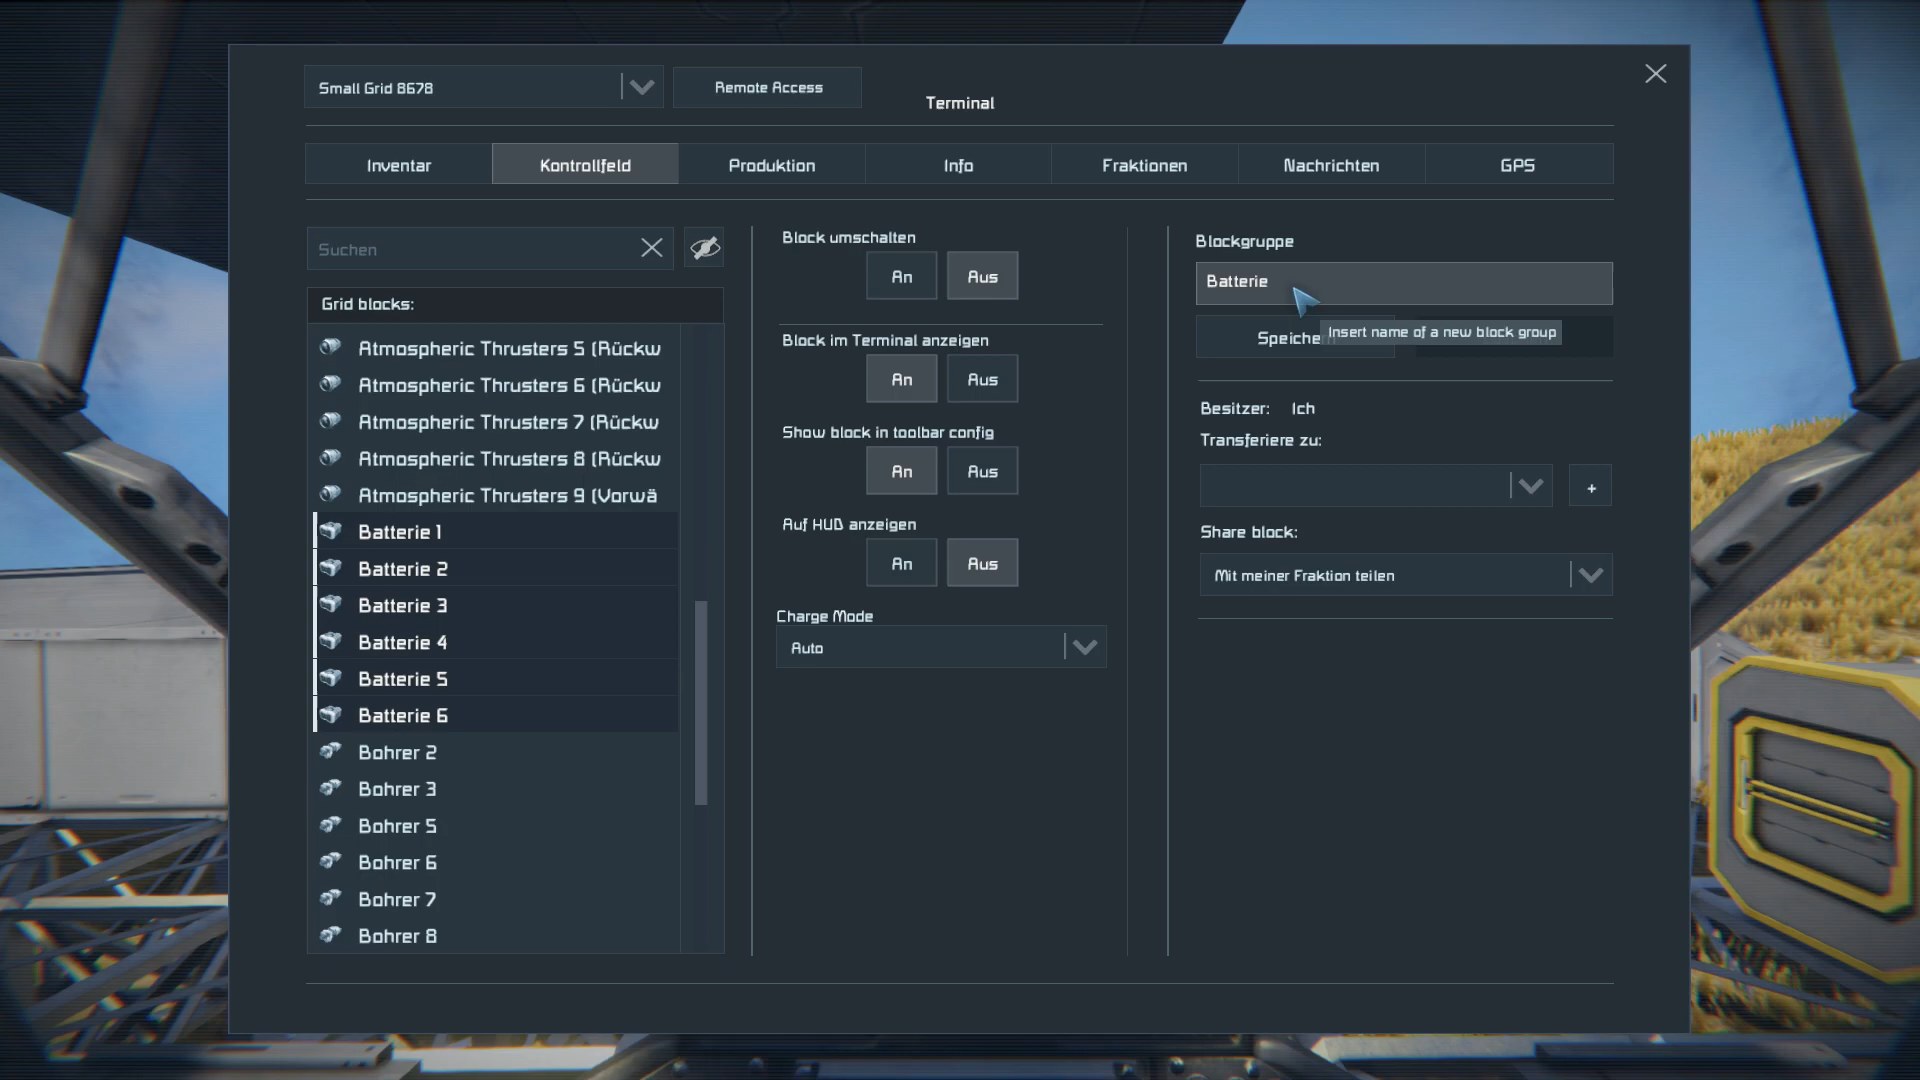 Small Grid 8678
Remote Access
Terminal
Inventar
Kontrollfeld
Produktion
Info
Fraktionen
Nachrichten
GPS
Suchen
Grid blocks:
Atmospheric Thrusters 5 (Rückw
Atmospheric Thrusters 6 (Rückw
Atmospheric Thrusters 7 (Rückw
Atmospheric Thrusters 8 (Rückw
Atmospheric Thrusters 9 (Vorwä
Batterie 1
Batterie 2
Batterie 3
Batterie 4
Batterie 5
Batterie 6
Bohrer 2
Bohrer 3
Bohrer 5
Bohrer 6
Bohrer 7
Bohrer 8
Block umschalten
An Aus
Block im Terminal anzeigen
An Aus
Show block in toolbar config
An Aus
Auf HUD anzeigen
An Aus
Charge Mode
Auto
Blockgruppe
Batterie
Speiche
Insert name of a new block group
Besitzer: Ich
Transferiere zu:
+
Share block:
Mit meiner Fraktion teilen